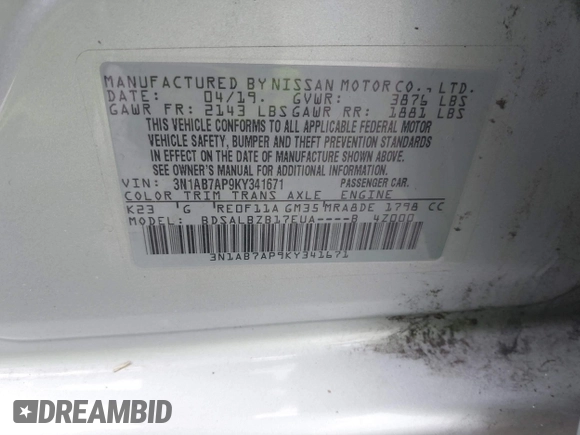 MANUFACTURED BY NISSAN MOTOR CO., LTD.
DATE: 04/19. GVWR: 3876 LBS
GAWR FR: 2143 LBS GAWR RR: 1881 LBS
THIS VEHICLE CONFORMS TO ALL APPLICABLE FEDERAL MOTOR
VEHICLE SAFETY, BUMPER AND THEFT PREVENTION STANDARDS
IN EFFECT ON THE DATE OF MANUFACTURE SHOWN ABOVE.
SEE OWNER'S MANUAL FOR ADDITIONAL INFORMATION
VIN: 3N1AB7AP9KY341671 PASSENGER CAR.
COLOR TRIM TRANS AXLE ENGINE
K23 G RE0F11A GM35 MRA8DE 1798 CC
MODEL: BDSALBZB17EUA----B 4Z000
3N1AB7AP9KY341671
DREAMBID